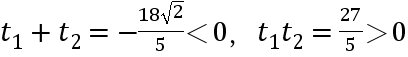 t₁ + t₂ = −18√2/5 < 0, t₁t₂ = 27/5 > 0